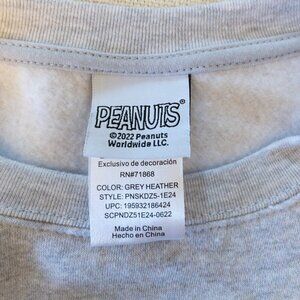 PEANUTS®
©2022 Peanuts
Worldwide LLC.
Exclusivo de decoración
RN#71868
COLOR: GREY HEATHER
STYLE: PNSKDZ5-1E24
UPC: 195932186424
SCPNDZ51E24-0622
Made in China
Hecho en China